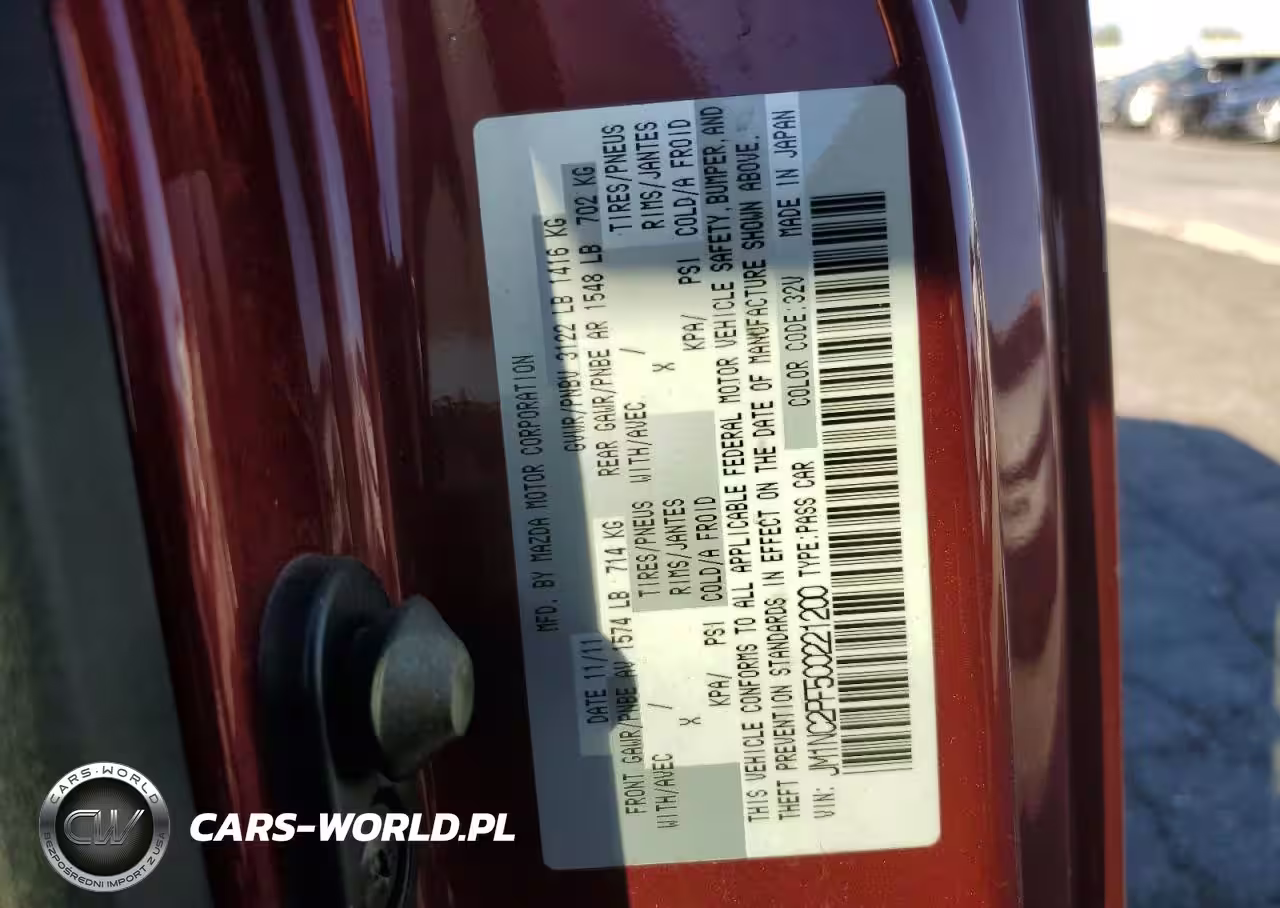 MFD. BY MAZDA MOTOR CORPORATION
DATE 11/11 GVWR/PNBV 3122 LB 1416 KG
FRONT GAWR/PNBE AV 1574 LB 714 KG REAR GAWR/PNBE AR 1548 LB 702 KG
WITH/AVEC / TIRES/PNEUS WITH/AVEC / TIRES/PNEUS
X RIMS/JANTES X RIMS/JANTES
KPA/ PSI COLD/A FROID KPA/ PSI COLD/A FROID
THIS VEHICLE CONFORMS TO ALL APPLICABLE FEDERAL MOTOR VEHICLE SAFETY, BUMPER, AND
THEFT PREVENTION STANDARDS IN EFFECT ON THE DATE OF MANUFACTURE SHOWN ABOVE.
VIN: JM1NC2PF5C0221200 TYPE:PASS CAR COLOR CODE:32V MADE IN JAPAN
CARS-WORLD
CW
BEZPOŚREDNI IMPORT Z USA
CARS-WORLD.PL